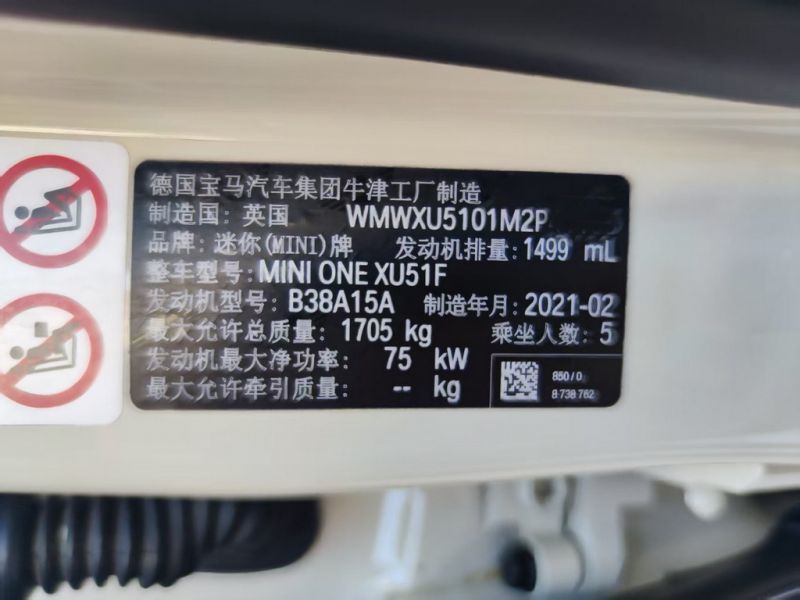 德国宝马汽车集团牛津工厂制造
制造国: 英国 WMWXU5101M2P
品牌: 迷你(MINI)牌 发动机排量: 1499 mL
整车型号: MINI ONE XU51F
发动机型号: B38A15A 制造年月: 2021-02
最大允许总质量: 1705 kg 乘坐人数: 5
发动机最大净功率: 75 kW
最大允许牵引质量: -- kg
850 / 0
8 738 762